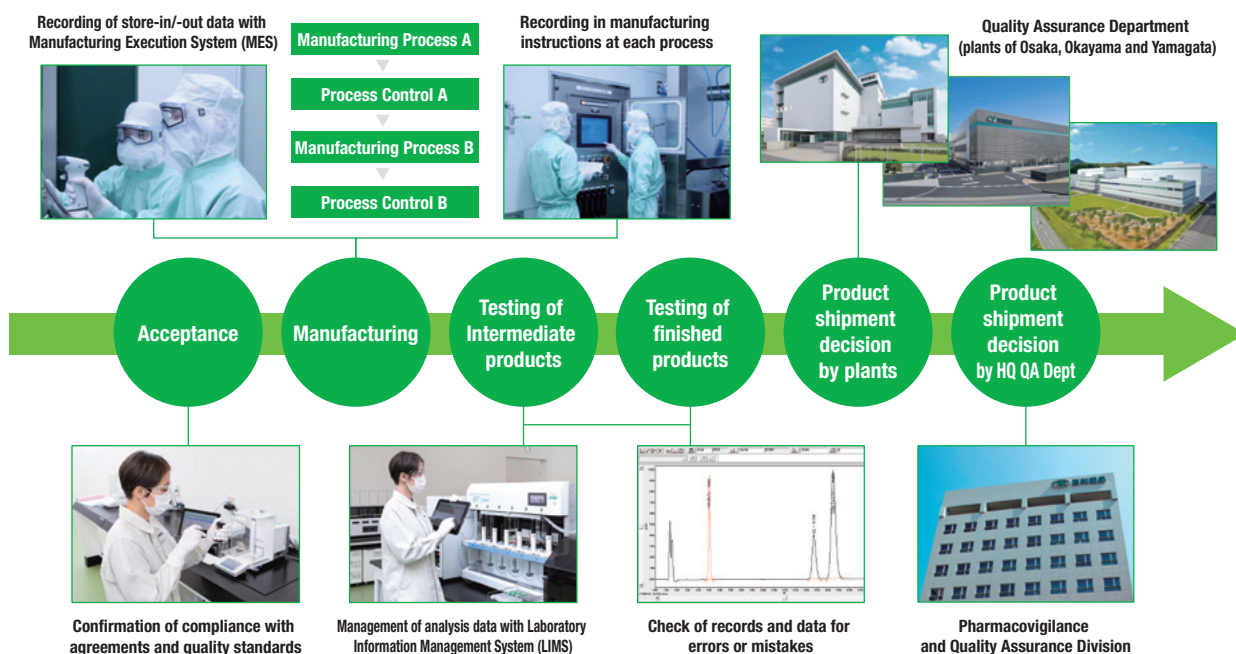 Recording of store-in/-out data with
Manufacturing Execution System (MES)
Manufacturing Process A
Process Control A
Manufacturing Process B
Process Control B
Recording in manufacturing
instructions at each process
Quality Assurance Department
(plants of Osaka, Okayama and Yamagata)
Acceptance
Manufacturing
Testing of
Intermediate
products
Testing of
finished
products
Product
shipment
decision
by plants
Product
shipment
decision
by HQ QA Dept
Confirmation of compliance with
agreements and quality standards
Management of analysis data with Laboratory
Information Management System (LIMS)
Check of records and data for
errors or mistakes
Pharmacovigilance
and Quality Assurance Division